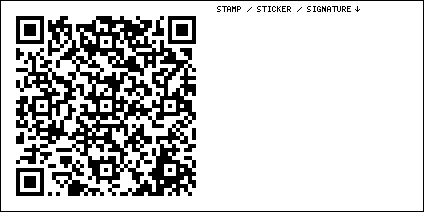 STAMP / STICKER / SIGNATURE ↓